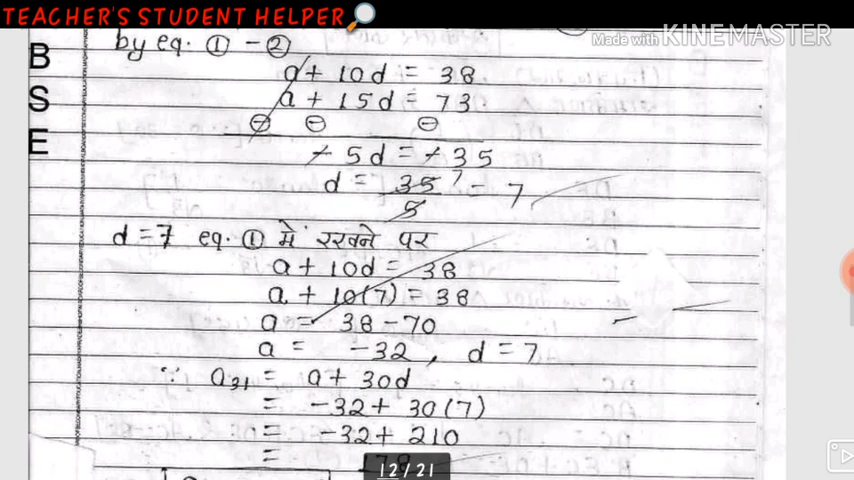 TEACHER'S STUDENT HELPER
Made with KINEMASTER
B
S
E
by eq. ① - ②
a + 10d = 38
a + 15d = 73
⊖ ⊖ ⊖
- 5d = -35
d = 35/5 7 = 7
d = 7 eq. ① में रखने पर
a + 10d = 38
a + 10(7) = 38
a = 38 - 70
a = -32, d = 7
∵ a31 = a + 30d
= -32 + 30(7)
= -32 + 210
= 178
12/21